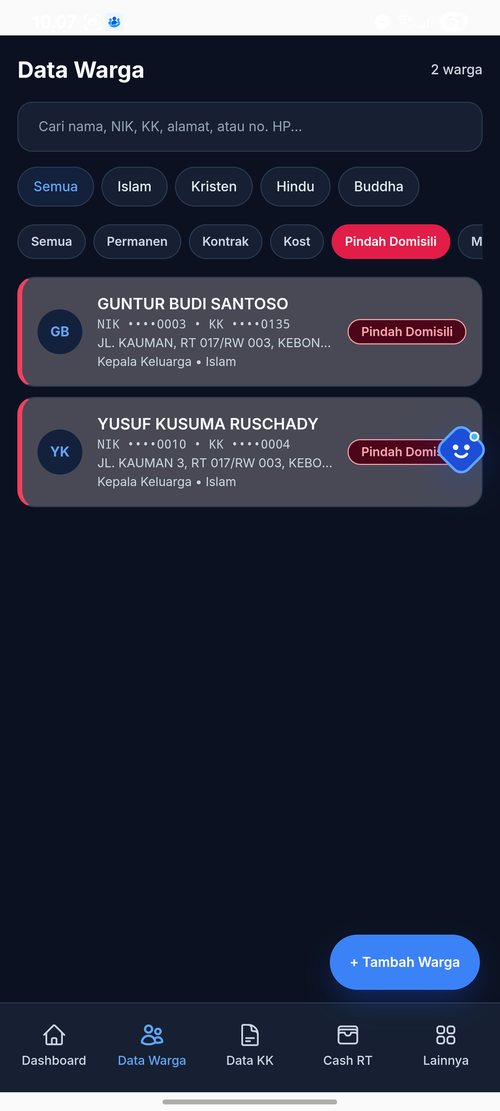 10.07
Data Warga
2 warga
Cari nama, NIK, KK, alamat, atau no. HP...
Semua Islam Kristen Hindu Buddha
Semua Permanen Kontrak Kost Pindah Domisili M
GUNTUR BUDI SANTOSO
GB
NIK ••••0003 • KK ••••0135
Pindah Domisili
JL. KAUMAN, RT 017/RW 003, KEBON...
Kepala Keluarga • Islam
YUSUF KUSUMA RUSCHADY
YK
NIK ••••0010 • KK ••••0004
Pindah Domis
JL. KAUMAN 3, RT 017/RW 003, KEBO...
Kepala Keluarga • Islam
+ Tambah Warga
Dashboard Data Warga Data KK Cash RT Lainnya